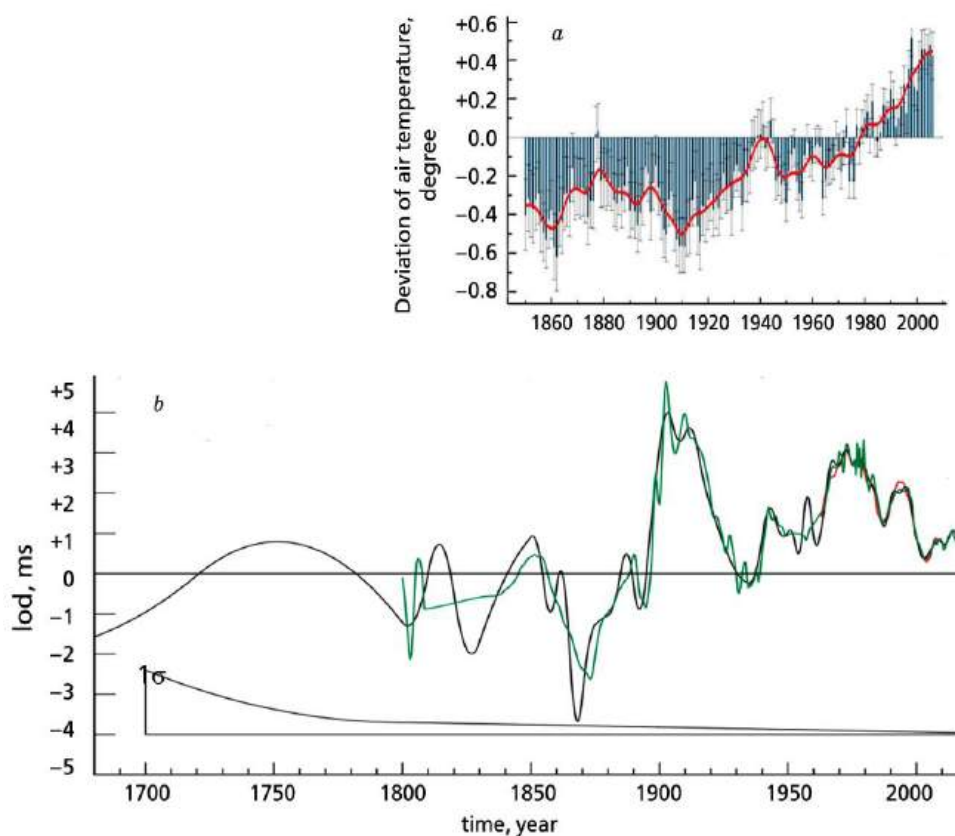 a
Deviation of air temperature,
degree
+0.6
+0.4
+0.2
0.0
−0.2
−0.4
−0.6
−0.8
1860 1880 1900 1920 1940 1960 1980 2000
b
lod, ms
+5
+4
+3
+2
+1
0
−1
−2
−3
−4
−5
1σ
1700 1750 1800 1850 1900 1950 2000
time, year